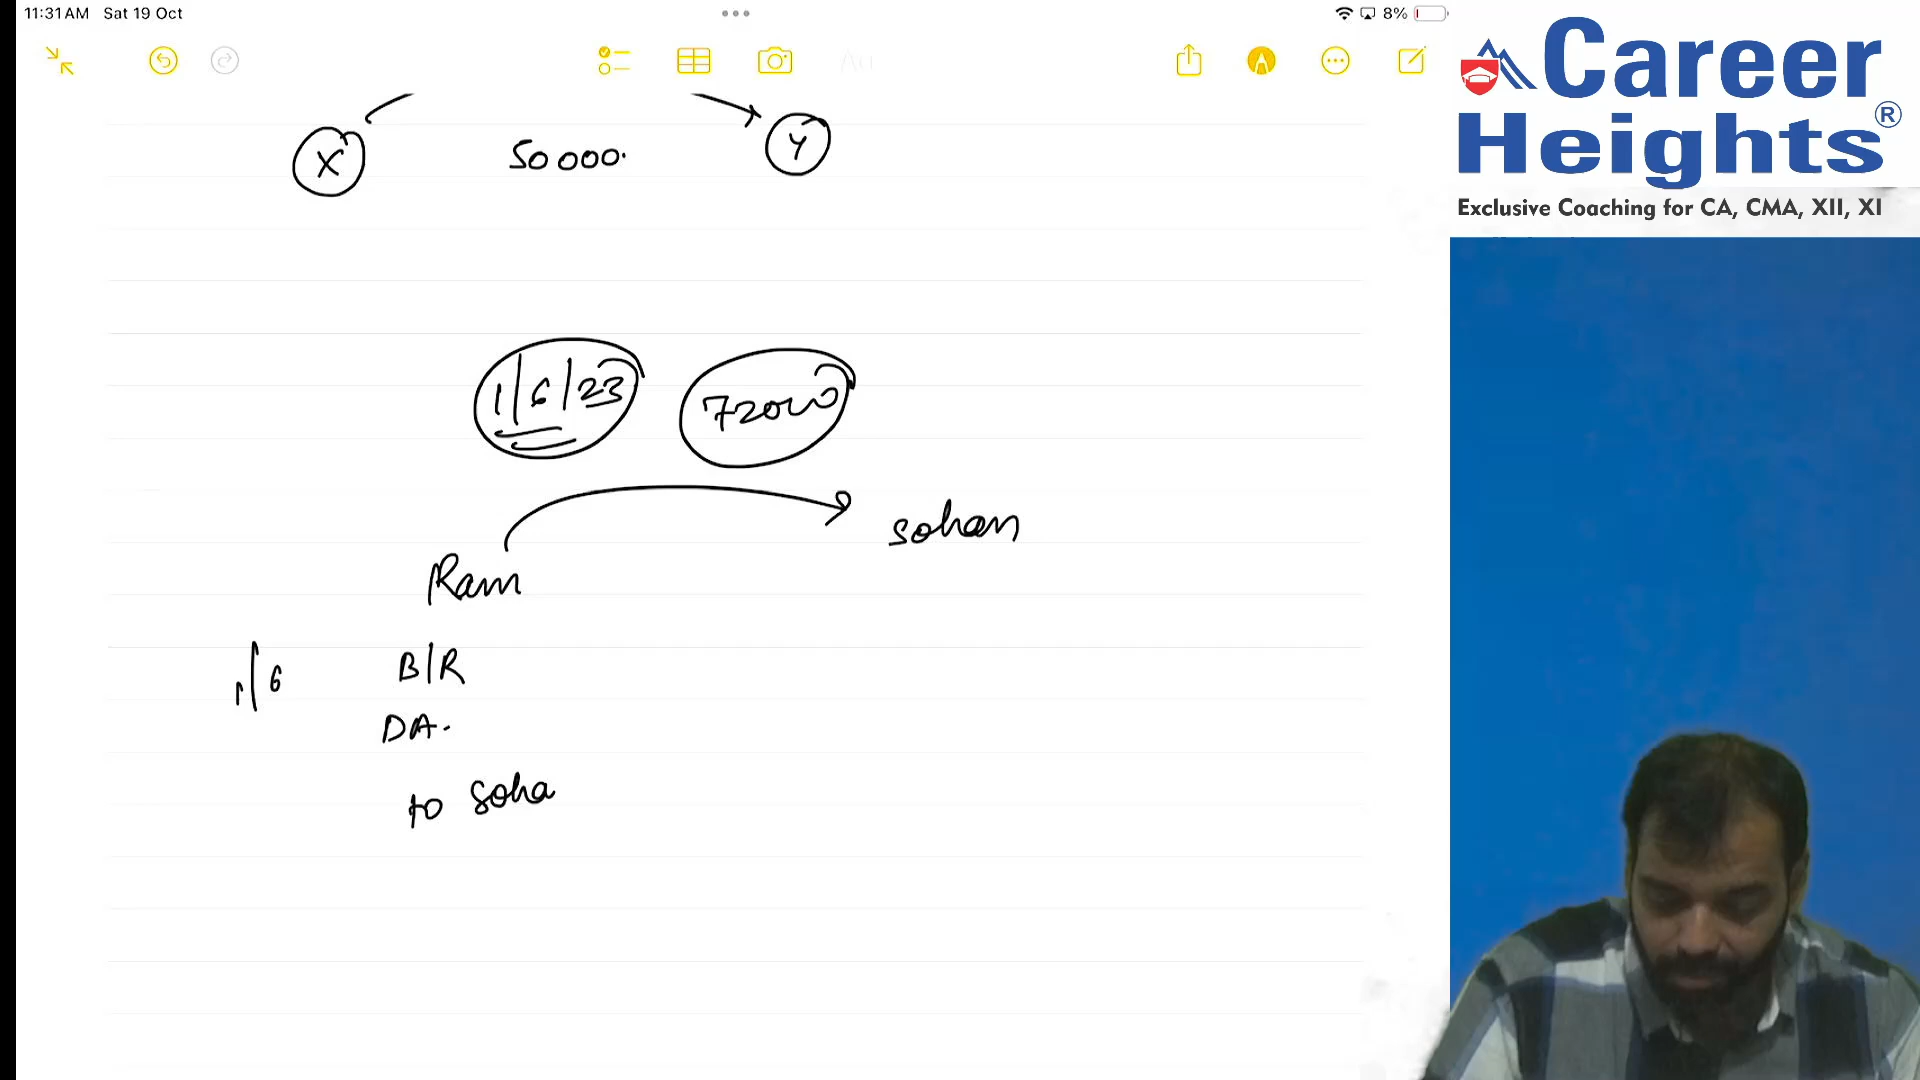 11:31 AM Sat 19 Oct
8%
Career
Heights®
Exclusive Coaching for CA, CMA, XII, XI
X 50000. Y
1/6/23 72000
Sohan
Ram
1/6 B/R
DA.
to Soha